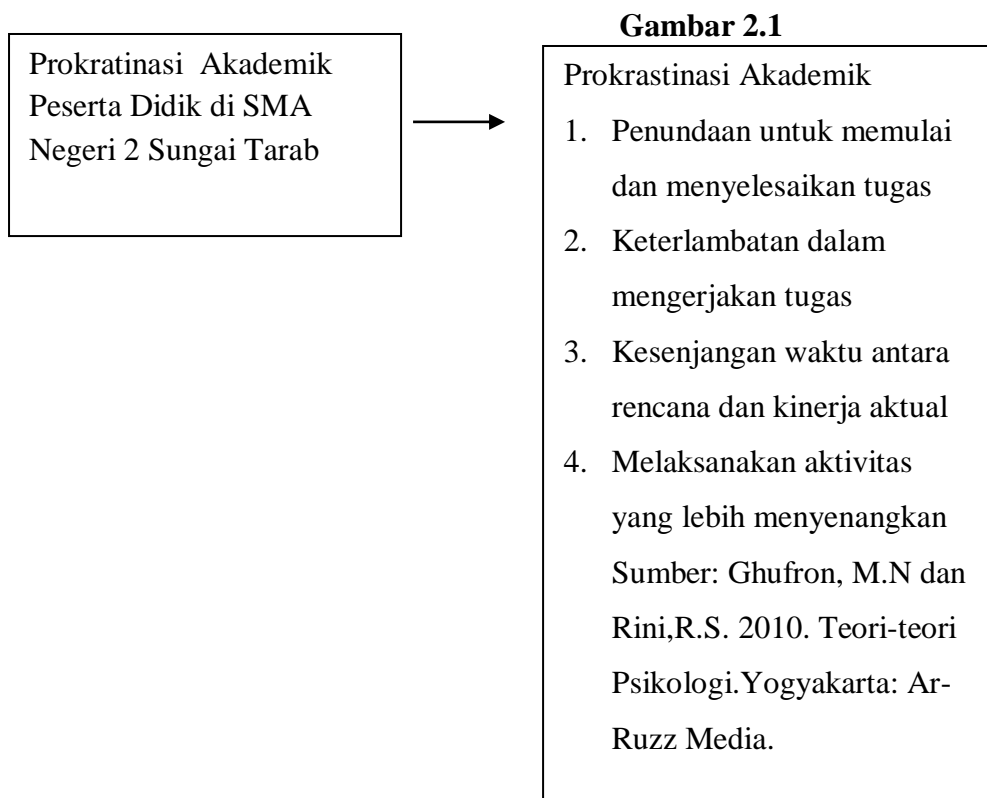 Gambar 2.1
Prokratinasi Akademik
Peserta Didik di SMA
Negeri 2 Sungai Tarab
Prokrastinasi Akademik
1. Penundaan untuk memulai
dan menyelesaikan tugas
2. Keterlambatan dalam
mengerjakan tugas
3. Kesenjangan waktu antara
rencana dan kinerja aktual
4. Melaksanakan aktivitas
yang lebih menyenangkan
Sumber: Ghufron, M.N dan
Rini,R.S. 2010. Teori-teori
Psikologi.Yogyakarta: Ar-
Ruzz Media.